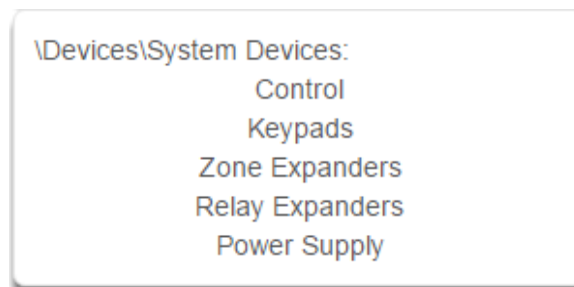 \Devices\System Devices:
Control
Keypads
Zone Expanders
Relay Expanders
Power Supply